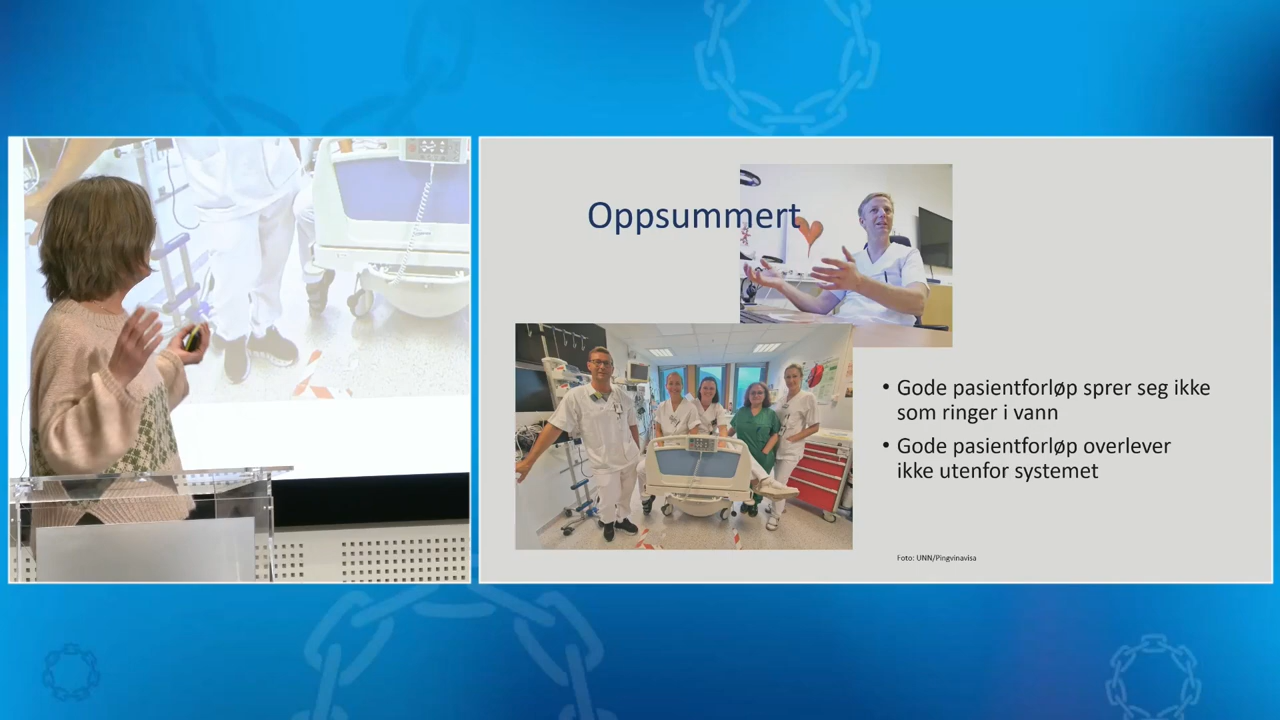 Oppsummert
• Gode pasientforløp sprer seg ikke
som ringer i vann
• Gode pasientforløp overlever
ikke utenfor systemet
Foto: UNN/Pingvinavisa